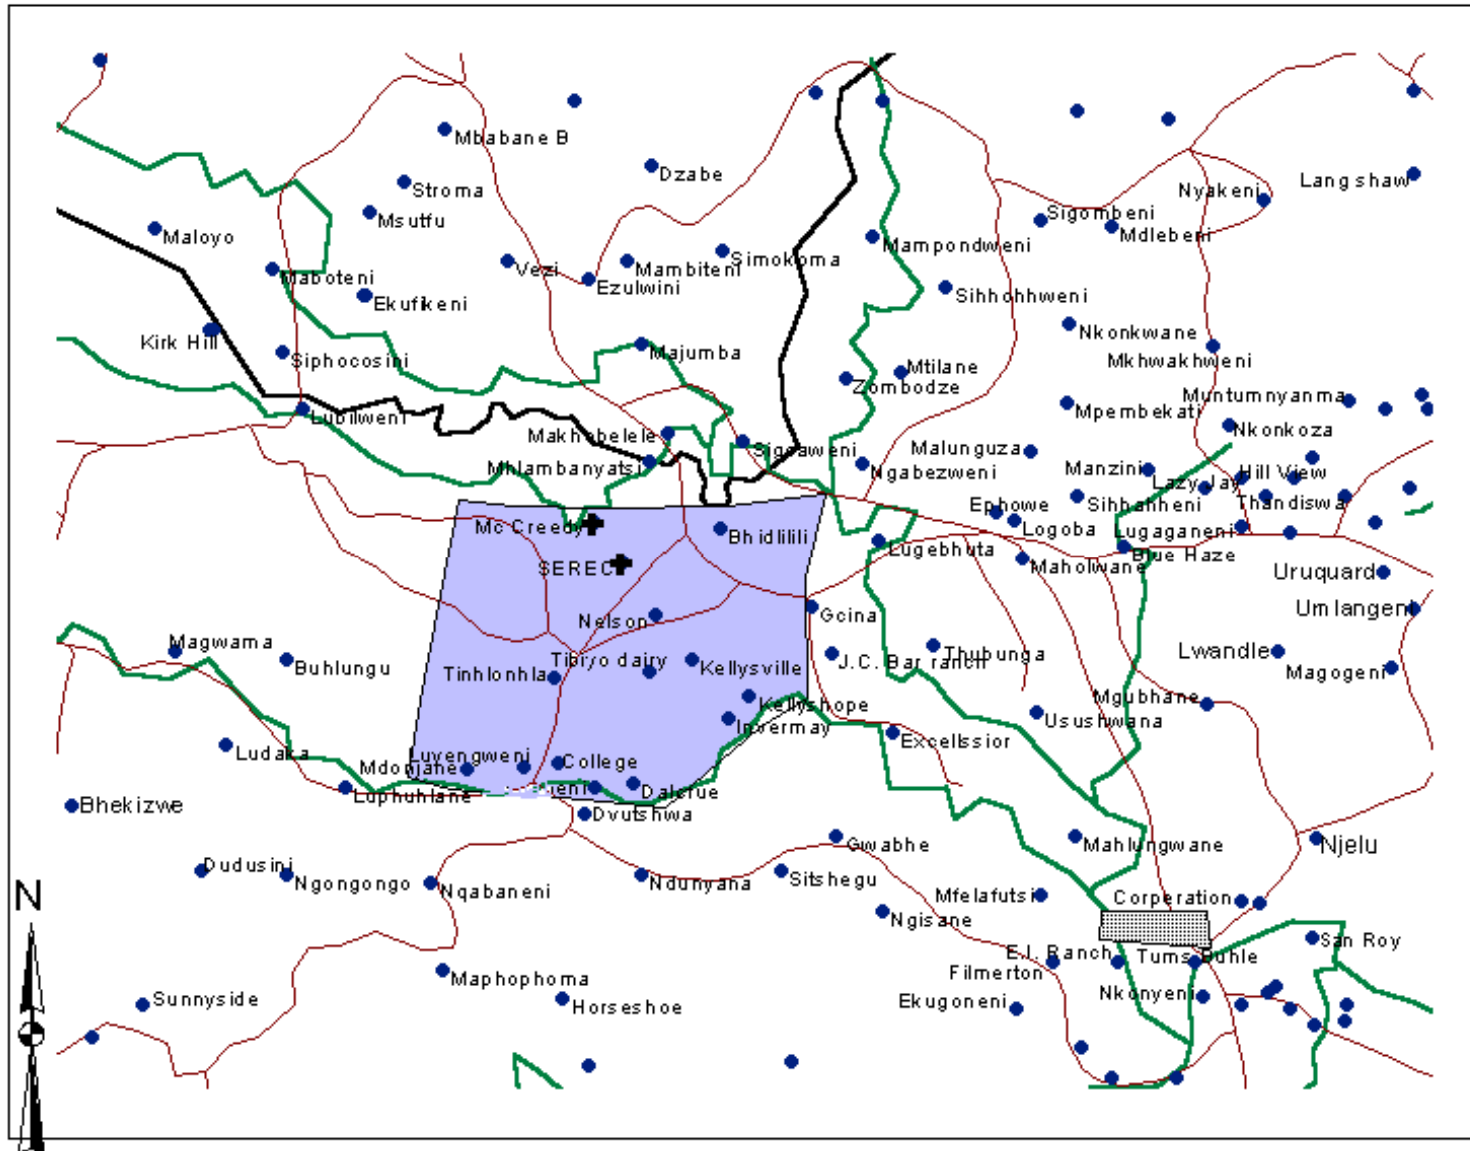 Mbabane B
Dzabe
Stroma
Nyakeni
Langshaw
Msutfu
Sigombeni
Mdlebeni
Maloyo
Mampondweni
Vezi
Mambiteni
Simokoma
Maboteni
Ezulwini
Sihhohhweni
Ekufikeni
Nkonkwane
Kirk Hill
Majumba
Siphocosini
Mkhwakhweni
Mtilane
Zombodze
Muntumnyanma
Lubilweni
Mpembekati
Makhobelele
Nkonkoza
Malunguza
Mhlambanyatsi
Ngabezweni
Manzini
Hill View
Lazy Jay
Ephowe
Sihhahheni
Thandiswa
Mc Creedy
Bhidlilili
Logoba
Lugaganeni
Lugebhuta
Blue Haze
SEREC
Maholwane
Uruquard
Nelson
Gcina
Umlangeni
Magwama
Buhlungu
Tibiyo dairy
Kellysville
J.C. Bar ranch
Thubunga
Lwandle
Magogeni
Tinhlonhla
Mgubhane
Kellyshope
Invermay
Usushwana
Ludaka
Excelissior
Luvengweni
College
Mdonjane
Luphuhlane
eni
Dalcrue
Bhekizwe
Dvutshwa
Gwabhe
Mahlungwane
Njelu
Dudusini
Ngongongo
Nqabaneni
Ndunyana
Sitshegu
Mfelafutsi
Corperation
Ngisane
San Roy
E.I. Ranch
Tums Buhle
Maphophoma
Filmerton
Sunnyside
Horseshoe
Ekugoneni
Nkonyeni
N